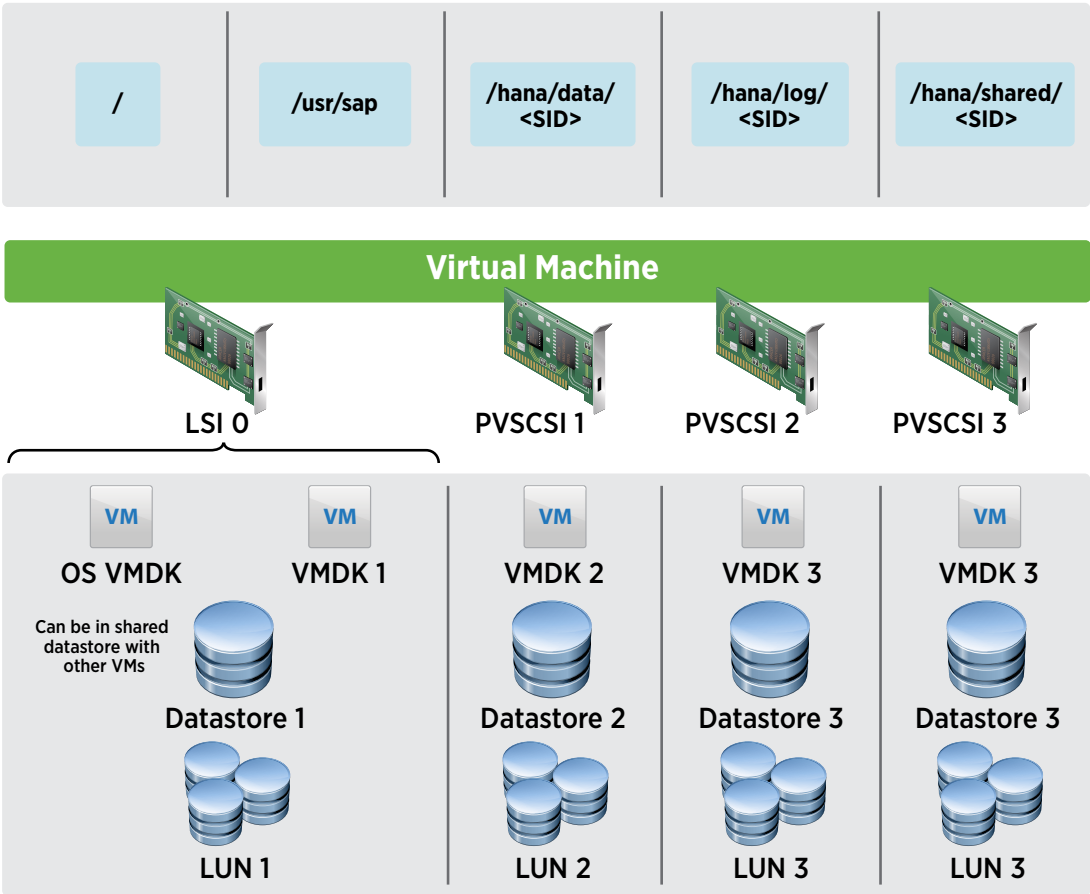 /
/usr/sap
/hana/data/
<SID>
/hana/log/
<SID>
/hana/shared/
<SID>
Virtual Machine
LSI 0
PVSCSI 1
PVSCSI 2
PVSCSI 3
VM
VM
VM
VM
VM
OS VMDK
VMDK 1
VMDK 2
VMDK 3
VMDK 3
Can be in shared
datastore with
other VMs
Datastore 1
Datastore 2
Datastore 3
Datastore 3
LUN 1
LUN 2
LUN 3
LUN 3